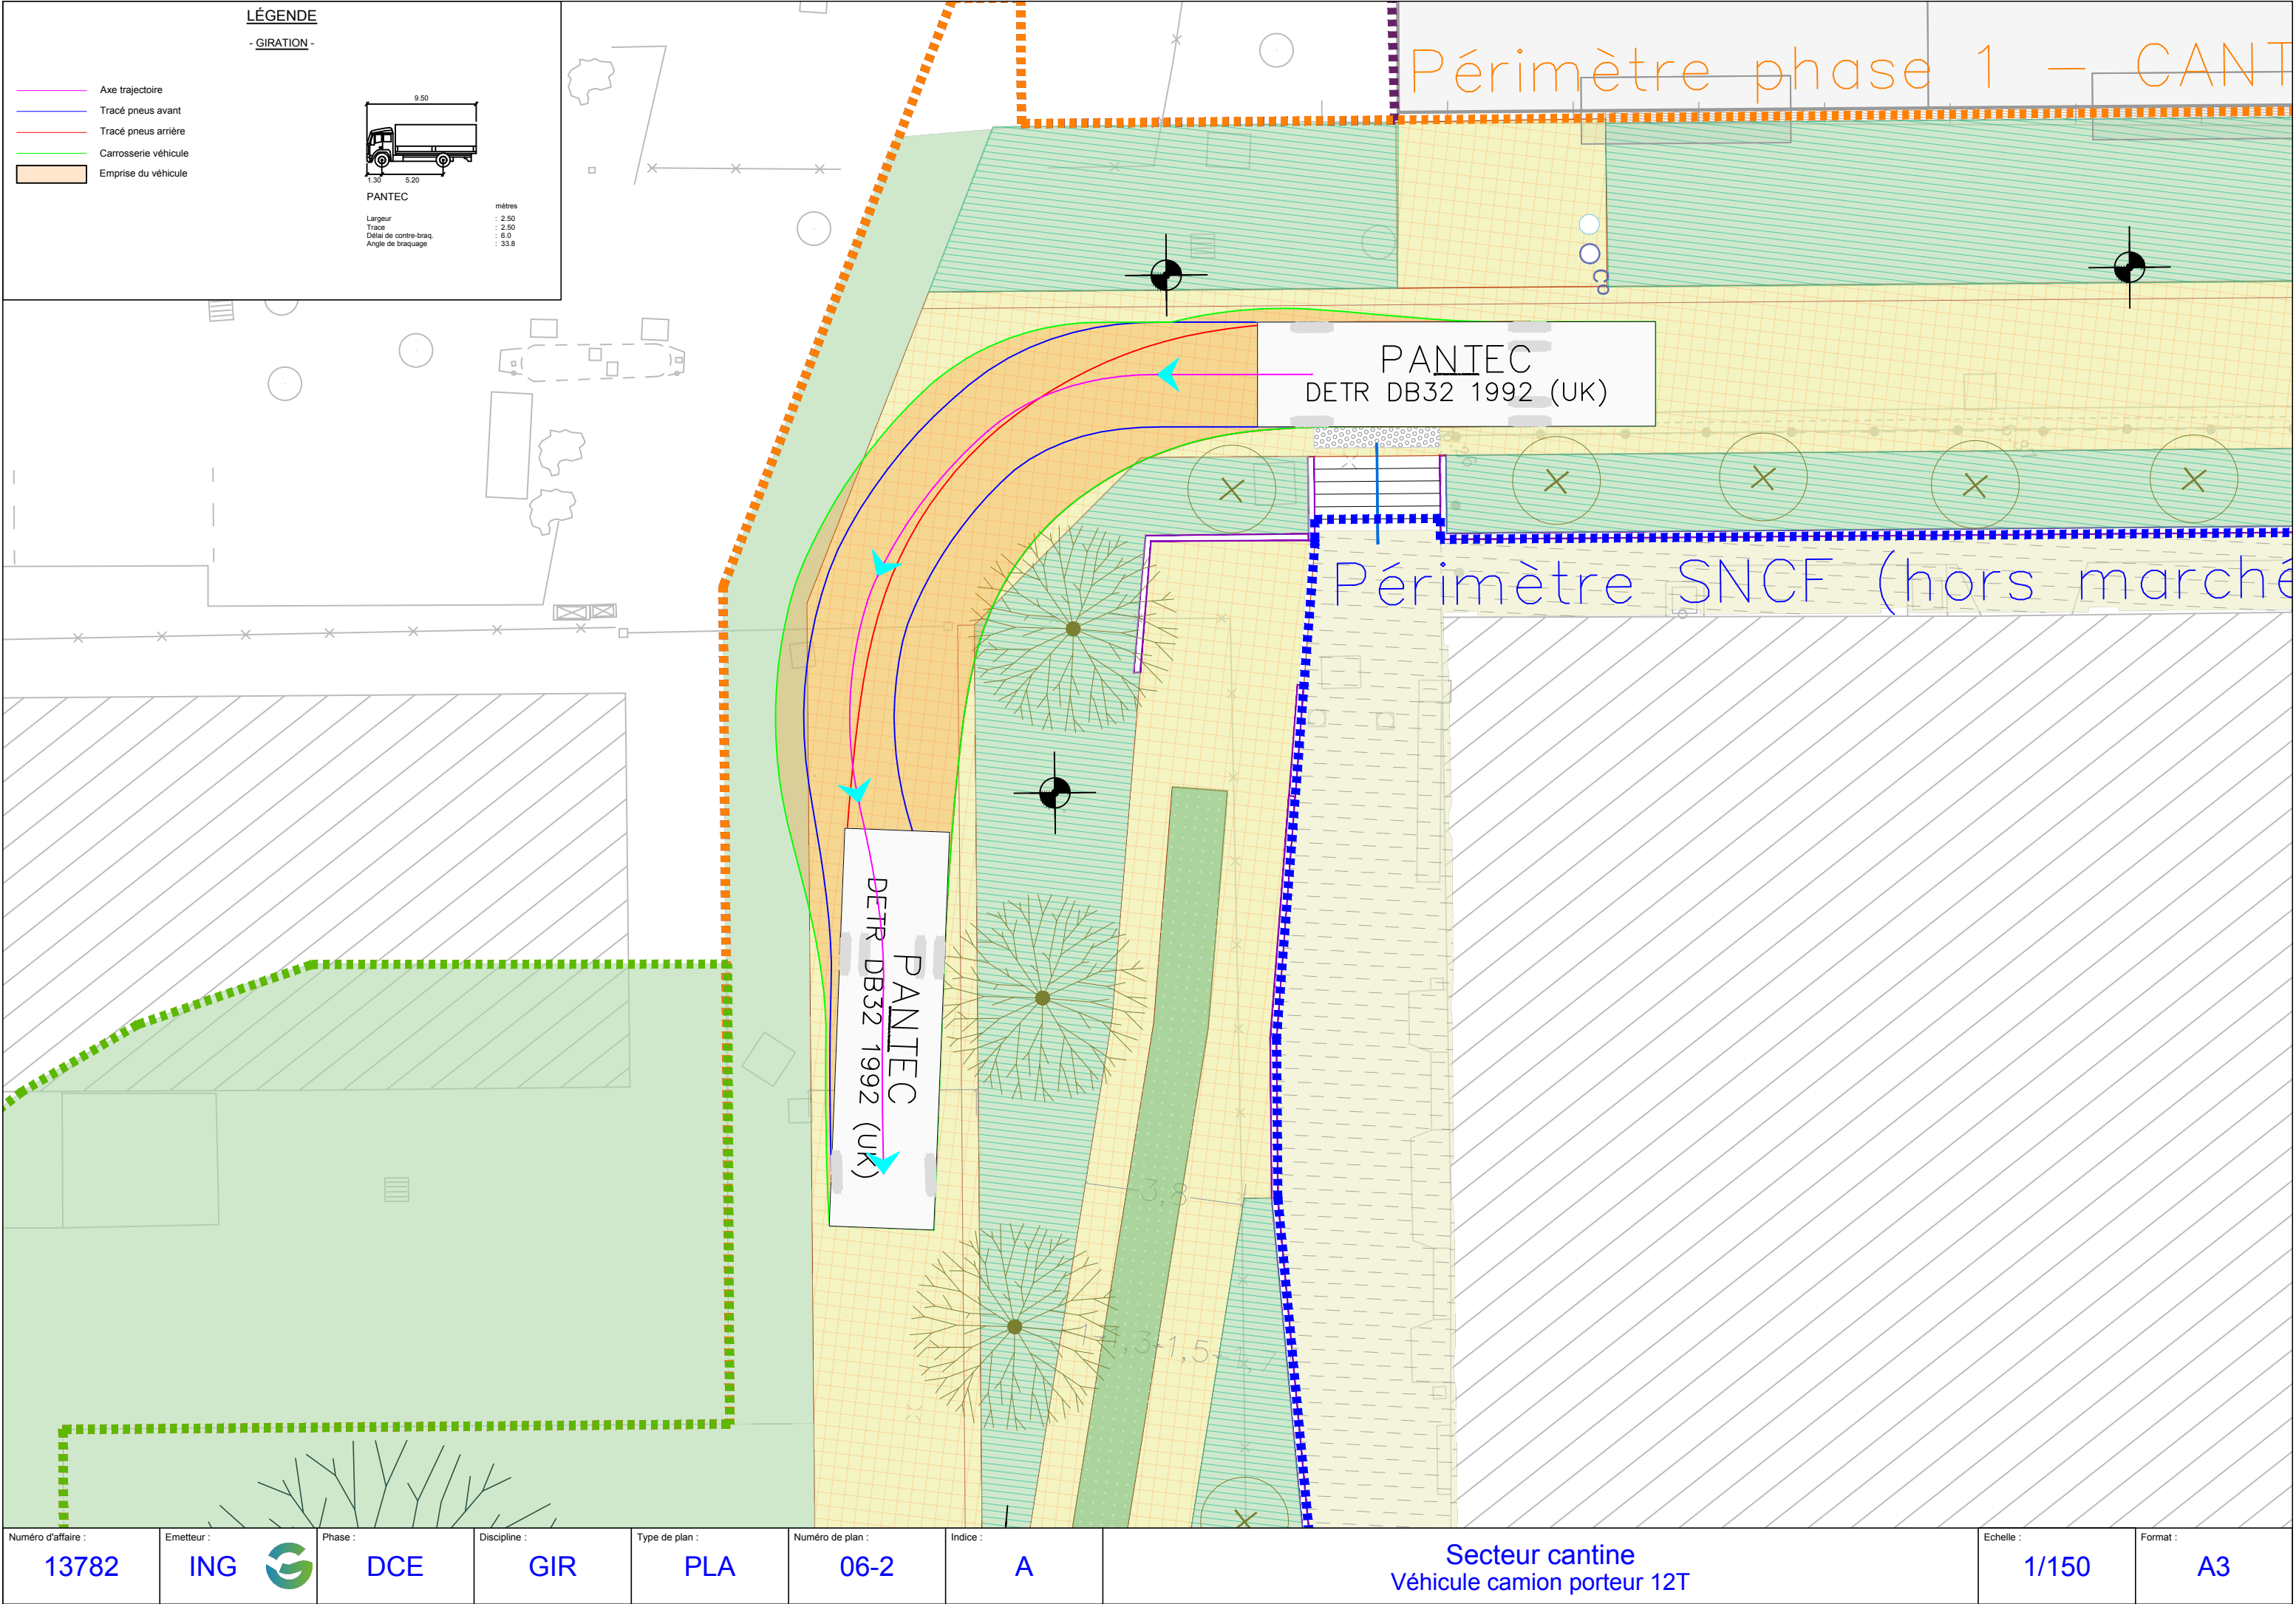 LÉGENDE
- GIRATION -
Axe trajectoire
Tracé pneus avant
Tracé pneus arrière
Carrosserie véhicule
Emprise du véhicule
9.50
1.30 5.20
PANTEC
mètres
Largeur : 2.50
Trace : 2.50
Délai de contre-braq. : 6.0
Angle de braquage : 33.8
Périmètre phase 1 – CANT
PANTEC
DETR DB32 1992 (UK)
Périmètre SNCF (hors marché
PANTEC
DETR DB32 1992 (UK)
3,8
Numéro d'affaire :
13782
Emetteur :
ING
Phase :
DCE
Discipline :
GIR
Type de plan :
PLA
Numéro de plan :
06-2
Indice :
A
Secteur cantine
Véhicule camion porteur 12T
Echelle :
1/150
Format :
A3